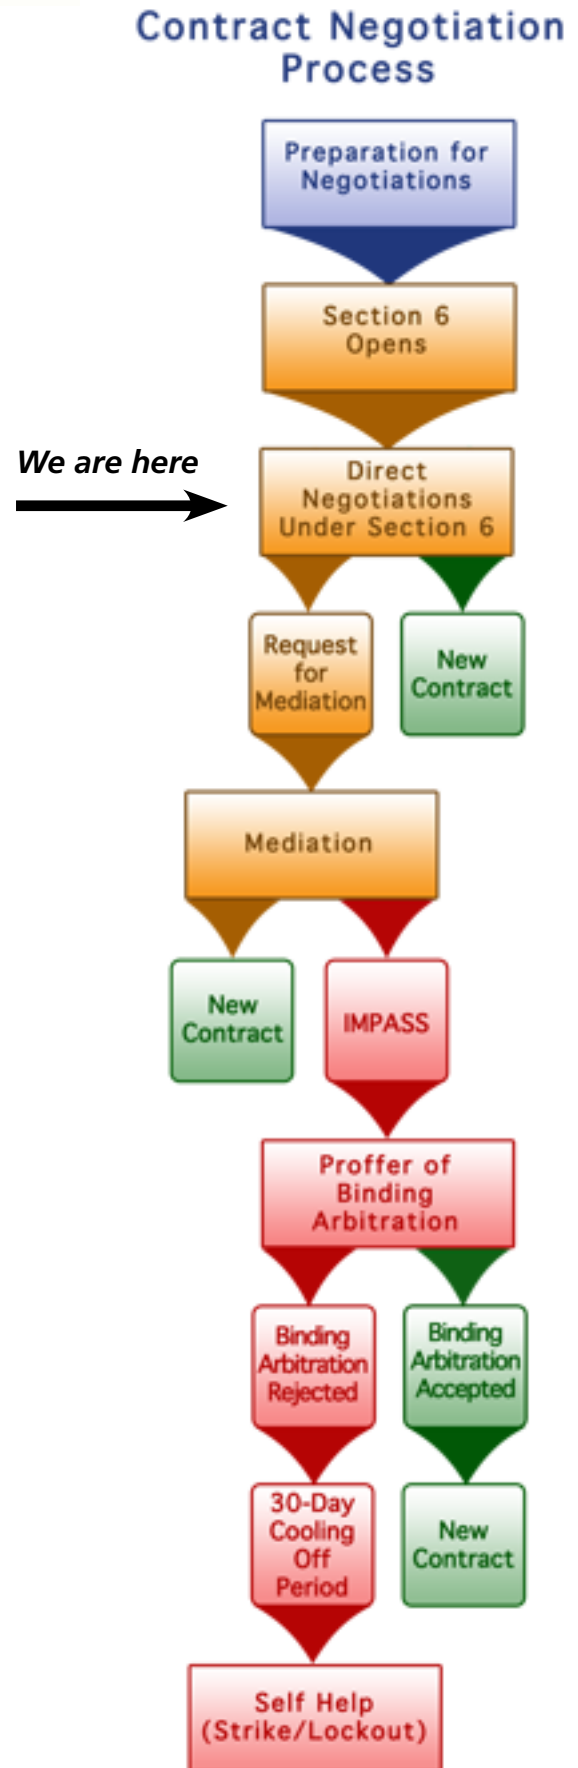 Contract Negotiation
Process
Preparation for
Negotiations
Section 6
Opens
We are here
Direct
Negotiations
Under Section 6
Request
for
Mediation
New
Contract
Mediation
New
Contract
IMPASS
Proffer of
Binding
Arbitration
Binding
Arbitration
Rejected
Binding
Arbitration
Accepted
30-Day
Cooling
Off
Period
New
Contract
Self Help
(Strike/Lockout)